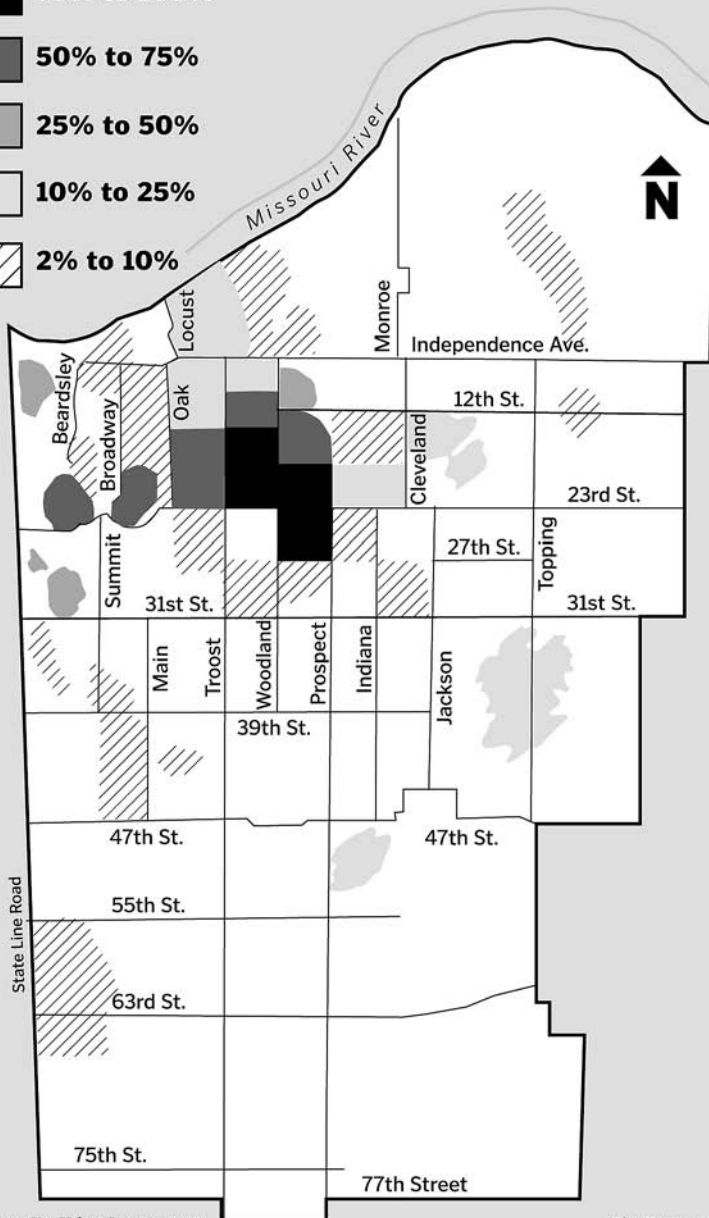 50% to 75%
25% to 50%
10% to 25%
2% to 10%
Missouri River
N
Locust
Monroe
Independence Ave.
Beardsley
Broadway
Oak
12th St.
Cleveland
23rd St.
Summit
27th St.
Topping
31st St.
31st St.
Main
Troost
Woodland
Prospect
Indiana
Jackson
39th St.
47th St.
47th St.
State Line Road
55th St.
63rd St.
75th St.
77th Street